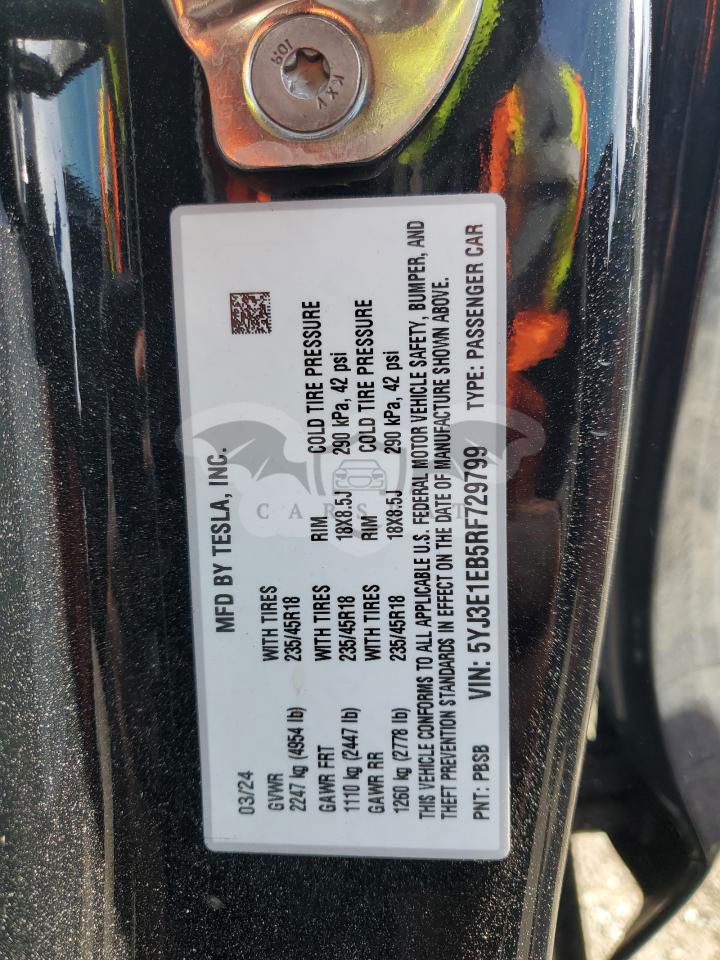 10.9
KXY
MFD BY TESLA, INC.
03/24
GVWR WITH TIRES
2247 kg (4954 lb) 235/45R18
GAWR FRT WITH TIRES RIM COLD TIRE PRESSURE
1110 kg (2447 lb) 235/45R18 18X8.5J 290 kPa, 42 psi
GAWR RR WITH TIRES RIM COLD TIRE PRESSURE
1260 kg (2778 lb) 235/45R18 18X8.5J 290 kPa, 42 psi
THIS VEHICLE CONFORMS TO ALL APPLICABLE U.S. FEDERAL MOTOR VEHICLE SAFETY, BUMPER, AND
THEFT PREVENTION STANDARDS IN EFFECT ON THE DATE OF MANUFACTURE SHOWN ABOVE.
PNT: PBSB VIN: 5YJ3E1EB5RF729799 TYPE: PASSENGER CAR